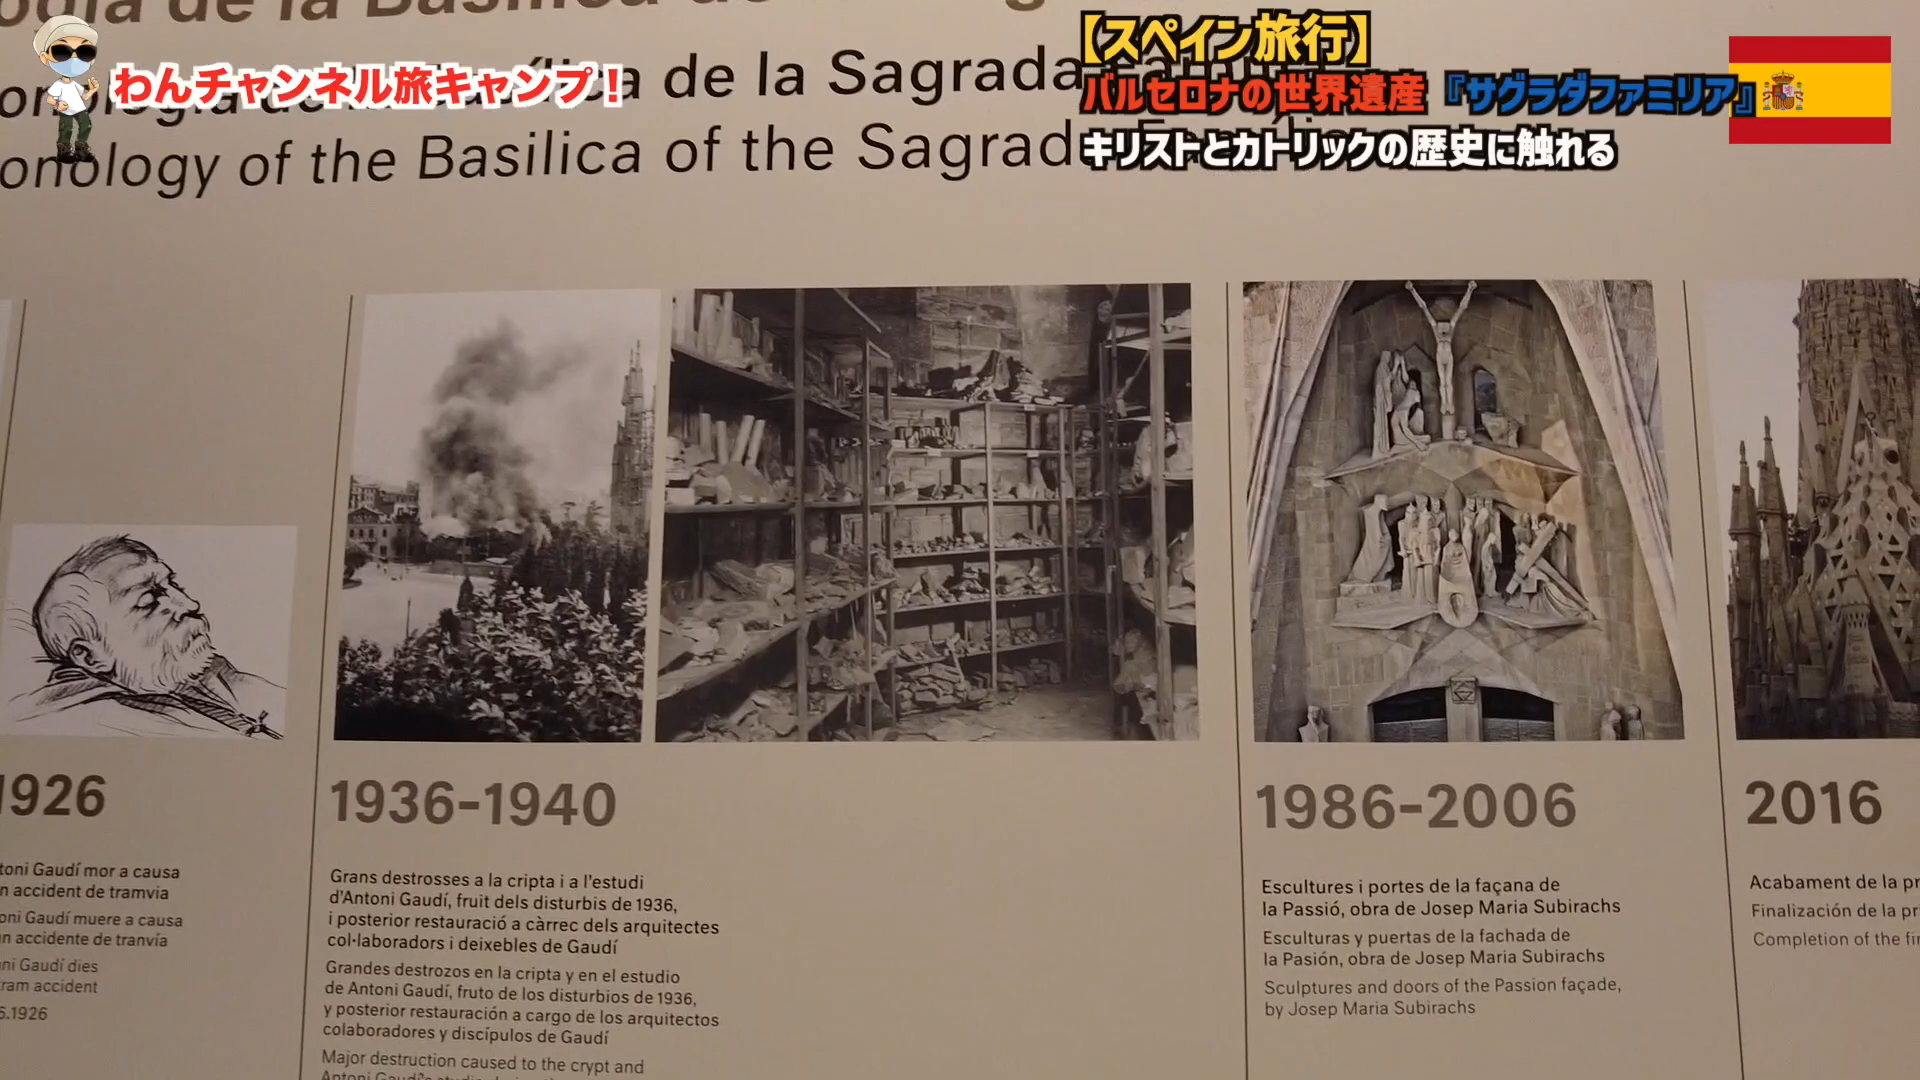 de la Basílica
de la Sagrada
onology of the Basilica of the Sagrad
わんチャンネル旅キャンプ！
【スペイン旅行】
バルセロナの世界遺産『サグラダファミリア』
キリストとカトリックの歴史に触れる
1926
toni Gaudí mor a causa
n accident de tramvia
oni Gaudí muere a causa
n accidente de tranvía
ni Gaudí dies
ram accident
6.1926
1936-1940
Grans destrosses a la cripta i a l'estudi
d'Antoni Gaudí, fruit dels disturbis de 1936,
i posterior restauració a càrrec dels arquitectes
col·laboradors i deixebles de Gaudí
Grandes destrozos en la cripta y en el estudio
de Antoni Gaudí, fruto de los disturbios de 1936,
y posterior restauración a cargo de los arquitectos
colaboradores y discípulos de Gaudí
Major destruction caused to the crypt and
1986-2006
Escultures i portes de la façana de
la Passió, obra de Josep Maria Subirachs
Esculturas y puertas de la fachada de
la Pasión, obra de Josep Maria Subirachs
Sculptures and doors of the Passion façade,
by Josep Maria Subirachs
2016
Acabament de la pr
Finalización de la pr
Completion of the fir